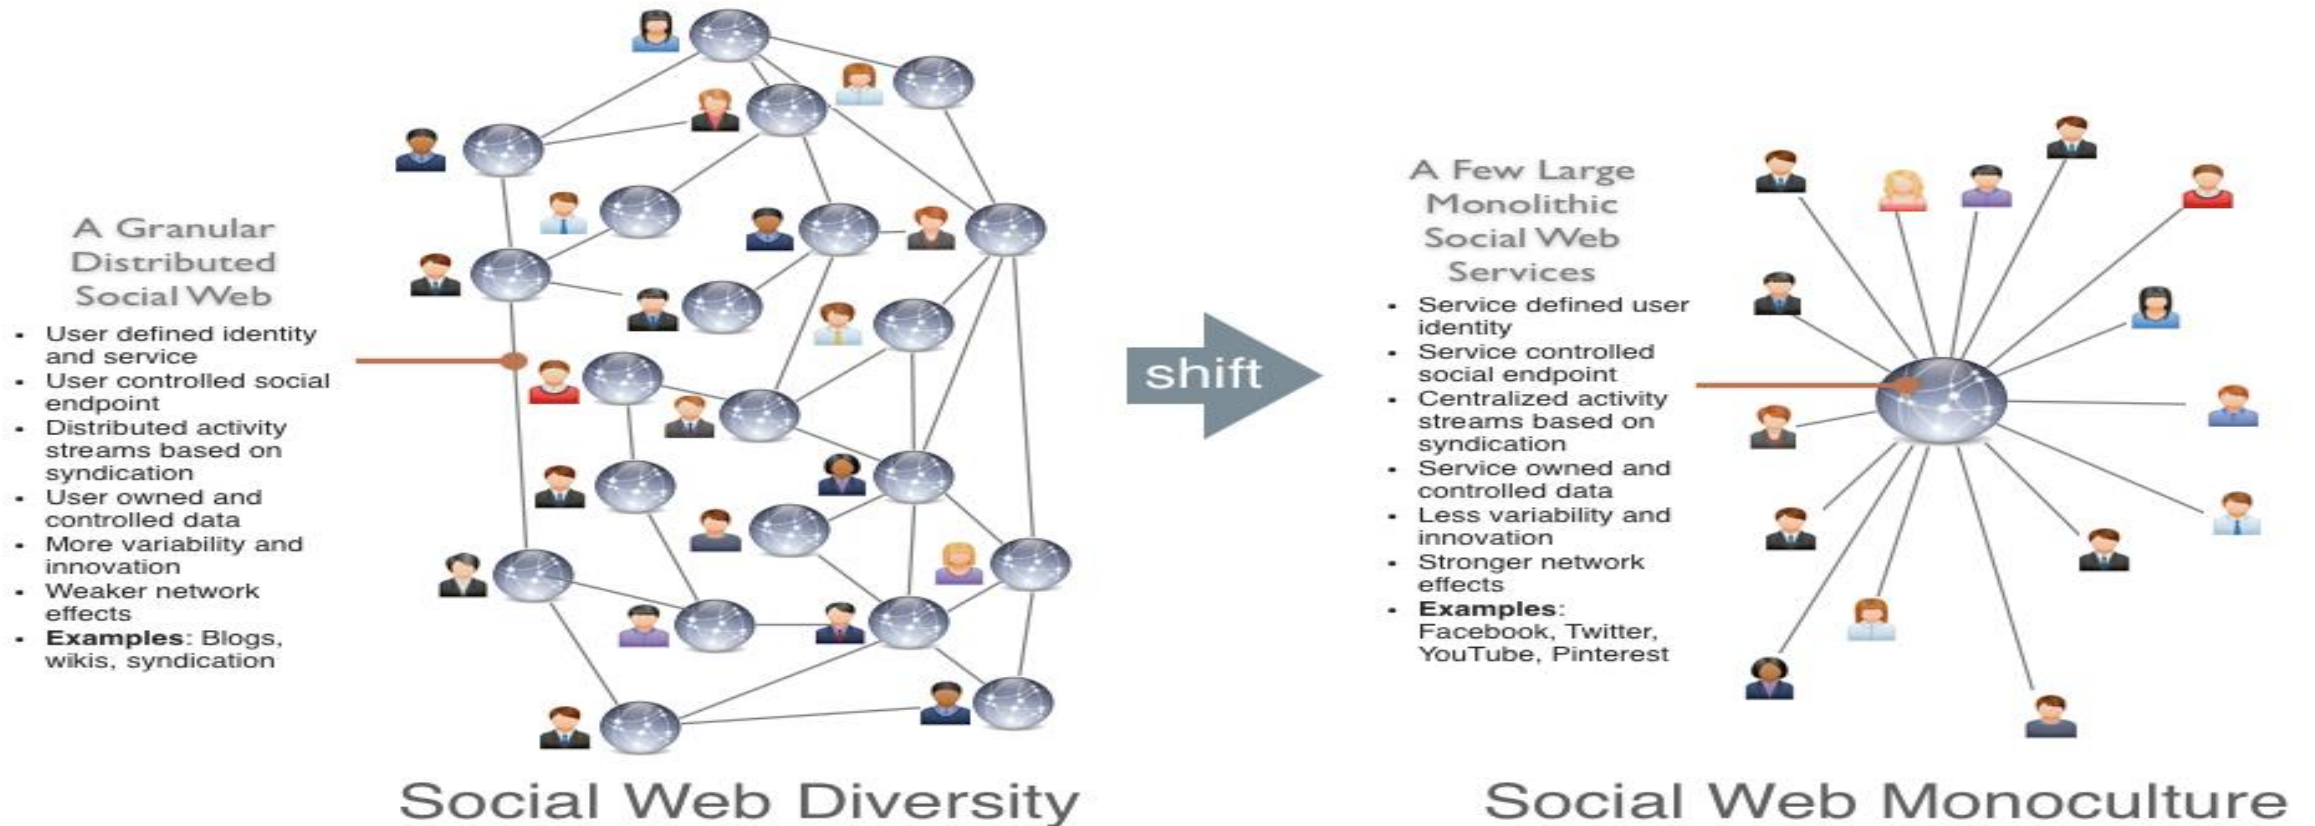 A Granular
Distributed
Social Web
• User defined identity
and service
• User controlled social
endpoint
• Distributed activity
streams based on
syndication
• User owned and
controlled data
• More variability and
innovation
• Weaker network
effects
• Examples: Blogs,
wikis, syndication
Social Web Diversity
shift
A Few Large
Monolithic
Social Web
Services
• Service defined user
identity
• Service controlled
social endpoint
• Centralized activity
streams based on
syndication
• Service owned and
controlled data
• Less variability and
innovation
• Stronger network
effects
• Examples:
Facebook, Twitter,
YouTube, Pinterest
Social Web Monoculture